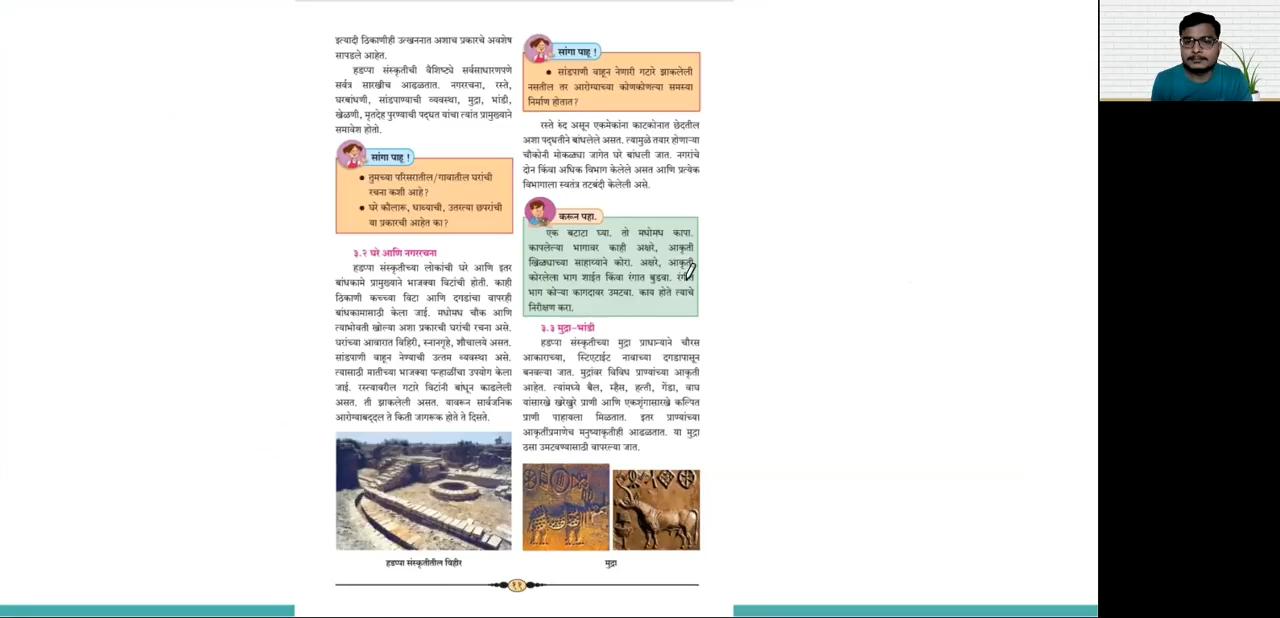 इत्यादी ठिकाणीही उत्खननात अशाच प्रकारचे अवशेष
सापडले आहेत.
हडप्पा संस्कृतीची वैशिष्ट्ये सर्वसाधारणपणे
सर्वत्र सारखीच आढळतात. नगररचना, रस्ते,
घरबांधणी, सांडपाण्याची व्यवस्था, मुद्रा, भांडी,
खेळणी, मृतदेह पुरण्याची पद्धत यांचा त्यांत प्रामुख्याने
समावेश होतो.
सांगा पाहू !
● तुमच्या परिसरातील/गावातील घरांची
रचना कशी आहे?
● घरे कौलारू, धाब्याची, उतरत्या छपरांची
या प्रकारची आहेत का?
३.२ घरे आणि नगररचना
हडप्पा संस्कृतीच्या लोकांची घरे आणि इतर
बांधकामे प्रामुख्याने भाजक्या विटांची होती. काही
ठिकाणी कच्च्या विटा आणि दगडांचा वापरही
बांधकामासाठी केला जाई. मधोमध चौक आणि
त्याभोवती खोल्या अशा प्रकारची घरांची रचना असे.
घरांच्या आवारात विहिरी, स्नानगृहे, शौचालये असत.
सांडपाणी वाहून नेण्याची उत्तम व्यवस्था असे.
त्यासाठी मातीच्या भाजक्या पन्हाळींचा उपयोग केला
जाई. रस्त्यावरील गटारे विटांनी बांधून काढलेली
असत. ती झाकलेली असत. यावरून सार्वजनिक
आरोग्याबद्दल ते किती जागरूक होते ते दिसते.
हडप्पा संस्कृतीतील विहीर
सांगा पाहू !
● सांडपाणी वाहून नेणारी गटारे झाकलेली
नसतील तर आरोग्याच्या कोणकोणत्या समस्या
निर्माण होतात?
रस्ते रुंद असून एकमेकांना काटकोनात छेदतील
अशा पद्धतीने बांधलेले असत. त्यामुळे तयार होणाऱ्या
चौकोनी मोकळ्या जागेत घरे बांधली जात. नगरांचे
दोन किंवा अधिक विभाग केलेले असत आणि प्रत्येक
विभागाला स्वतंत्र तटबंदी केलेली असे.
करून पहा.
एक बटाटा घ्या. तो मधोमध कापा.
कापलेल्या भागावर काही अक्षरे, आकृती
खिळ्याच्या साहाय्याने कोरा. अक्षरे, आकृती
कोरलेला भाग शाईत किंवा रंगात बुडवा. रंगीत
भाग कोऱ्या कागदावर उमटवा. काय होते त्याचे
निरीक्षण करा.
३.३ मुद्रा-भांडी
हडप्पा संस्कृतीच्या मुद्रा प्राधान्याने चौरस
आकाराच्या, स्टिएटाईट नावाच्या दगडापासून
बनवल्या जात. मुद्रांवर विविध प्राण्यांच्या आकृती
आहेत. त्यांमध्ये बैल, म्हैस, हत्ती, गेंडा, वाघ
यांसारखे खरेखुरे प्राणी आणि एकशृंगासारखे कल्पित
प्राणी पाहायला मिळतात. इतर प्राण्यांच्या
आकृतींप्रमाणेच मनुष्याकृतीही आढळतात. या मुद्रा
ठसा उमटवण्यासाठी वापरल्या जात.
मुद्रा
११